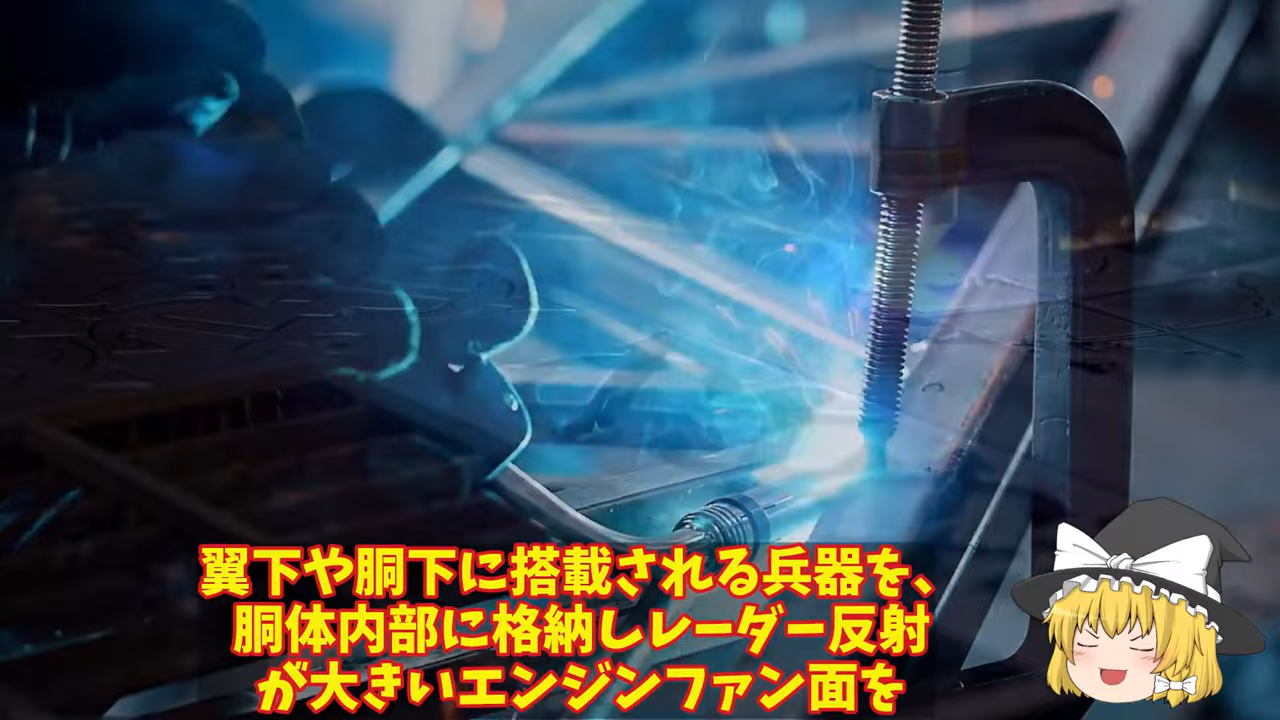 翼下や胴下に搭載される兵器を、
胴体内部に格納しレーダー反射
が大きいエンジンファン面を